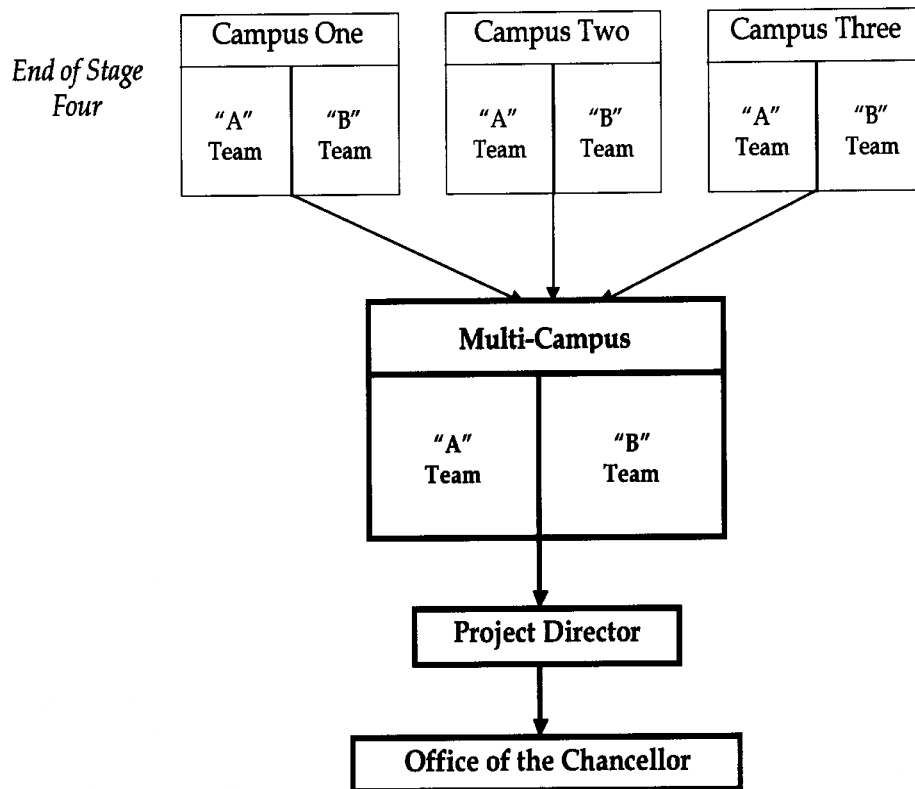 Campus One
Campus Two
Campus Three
End of Stage
Four
“A”
Team
“B”
Team
“A”
Team
“B”
Team
“A”
Team
“B”
Team
Multi-Campus
“A”
Team
“B”
Team
Project Director
Office of the Chancellor